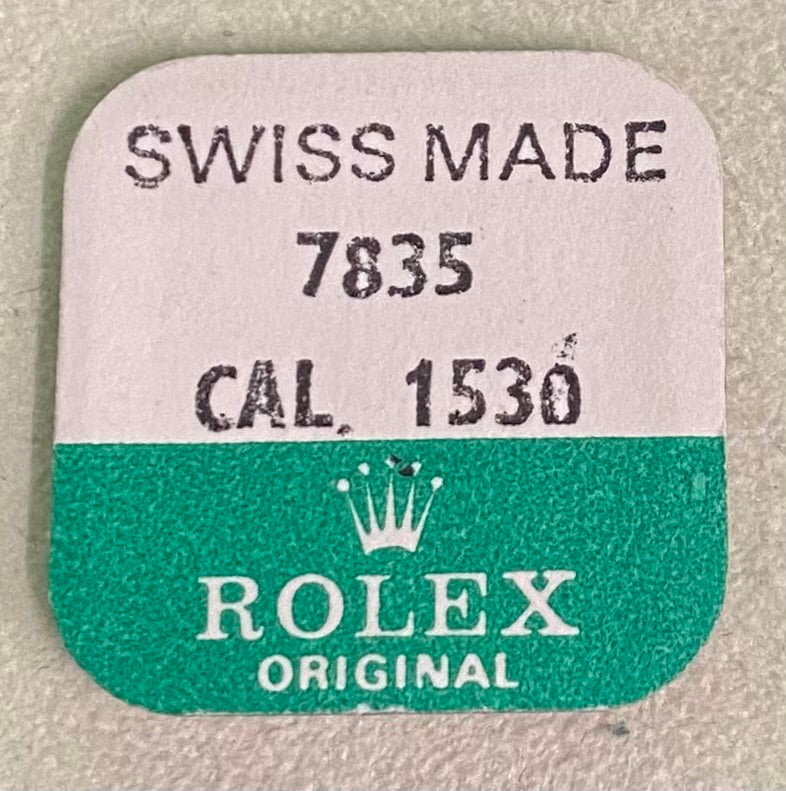 SWISS MADE
7835
CAL. 1530
ROLEX
ORIGINAL